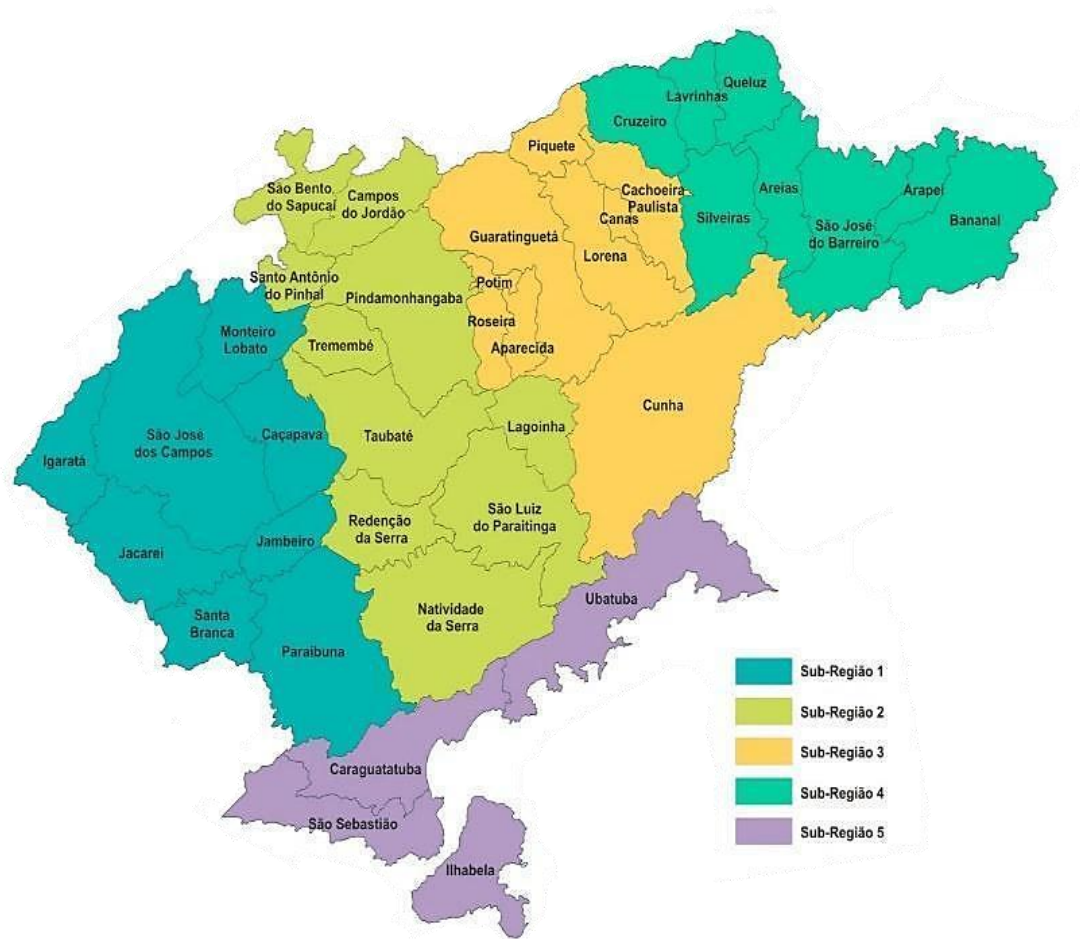 Queluz
Lavrinhas
Cruzeiro
Piquete
Cachoeira
Paulista
Canas
Areias
Arapeí
São Bento
do Sapucaí
Campos
do Jordão
Silveiras
São José
do Barreiro
Bananal
Guaratinguetá
Lorena
Santo Antônio
do Pinhal
Pindamonhangaba
Potim
Roseira
Aparecida
Monteiro
Lobato
Tremembé
Cunha
Lagoinha
Taubaté
Caçapava
São José
dos Campos
Igaratá
São Luiz
do Paraitinga
Redenção
da Serra
Jambeiro
Jacareí
Ubatuba
Natividade
da Serra
Santa
Branca
Paraibuna
Caraguatatuba
São Sebastião
Ilhabela
Sub-Região 1
Sub-Região 2
Sub-Região 3
Sub-Região 4
Sub-Região 5